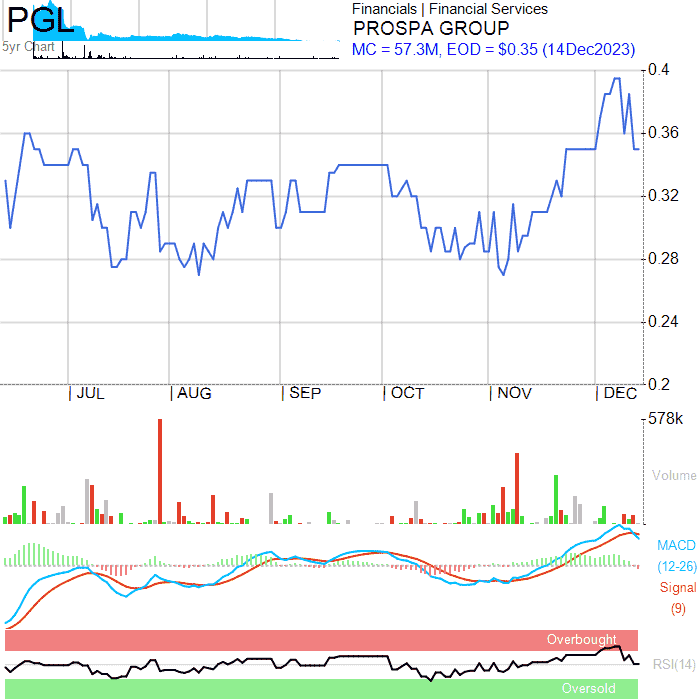 PGL
5yr Chart
Financials | Financial Services
PROSPA GROUP
MC = 57.3M, EOD = $0.35 (14Dec2023)
0.4
0.36
0.32
0.28
0.24
0.2
| JUL | AUG | SEP | OCT | NOV | DEC
578k
Volume
MACD
(12-26)
Signal
(9)
Overbought
RSI(14)
Oversold